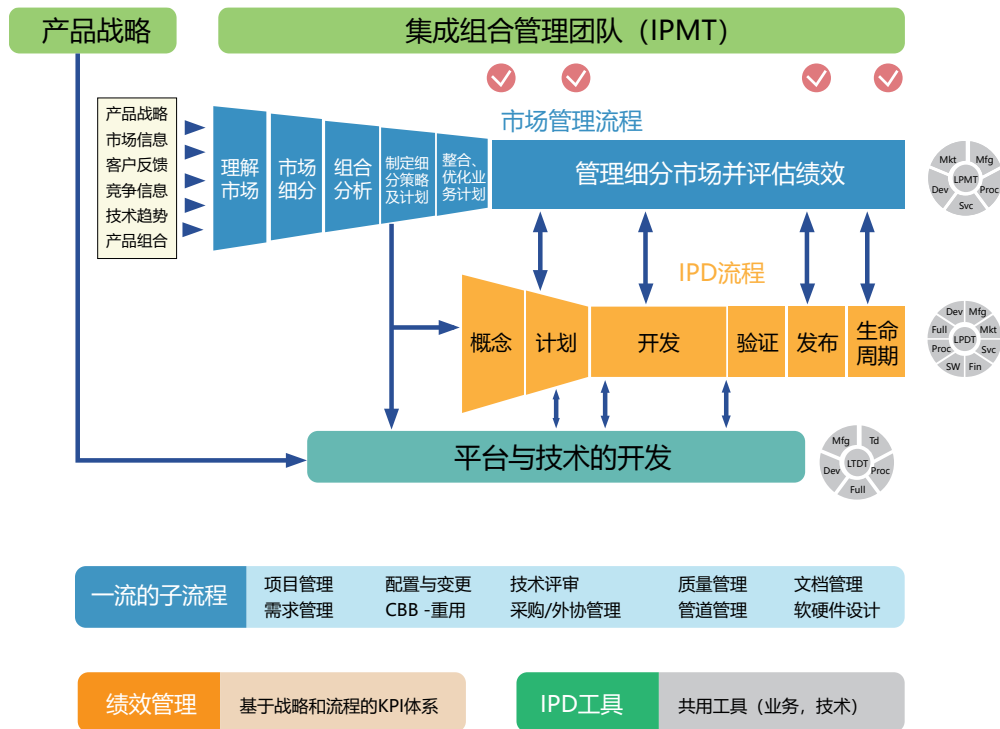 产品战略
集成组合管理团队（IPMT）
市场管理流程
产品战略
市场信息
客户反馈
竞争信息
技术趋势
产品组合
理解
市场
市场
细分
组合
分析
制定细
分策略
及计划
整合、
优化业
务计划
管理细分市场并评估绩效
Mkt
Mfg
LPMT
Dev
Proc
Svc
IPD流程
概念
计划
开发
验证
发布
生命
周期
Dev
Mfg
Full
Mkt
LPDT
Proc
Svc
SW
Fin
平台与技术的开发
Mfg
Td
LTDT
Dev
Proc
Full
一流的子流程
项目管理
配置与变更
技术评审
质量管理
文档管理
需求管理
CBB -重用
采购/外协管理
管道管理
软硬件设计
绩效管理
基于战略和流程的KPI体系
IPD工具
共用工具（业务，技术）